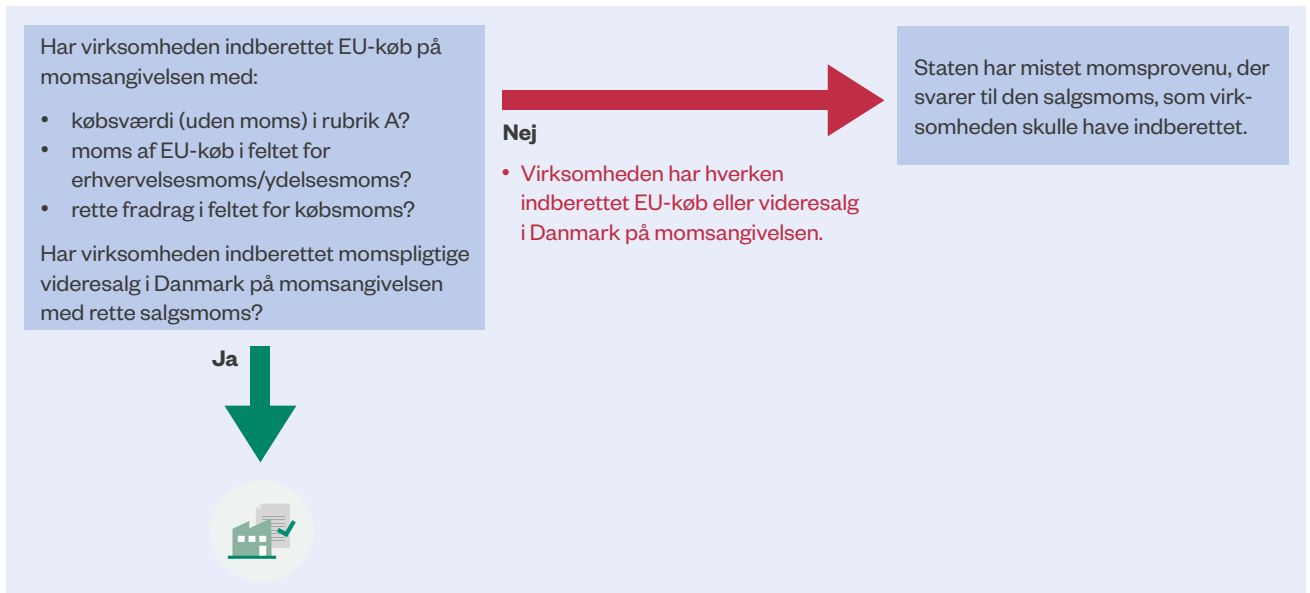 Har virksomheden indberettet EU-køb på
momsangivelsen med:
• købsværdi (uden moms) i rubrik A?
• moms af EU-køb i feltet for
erhvervelsesmoms/ydelsesmoms?
• rette fradrag i feltet for købsmoms?
Har virksomheden indberettet momspligtige
videresalg i Danmark på momsangivelsen
med rette salgsmoms?
Nej
• Virksomheden har hverken
indberettet EU-køb eller videresalg
i Danmark på momsangivelsen.
Staten har mistet momsprovenu, der
svarer til den salgsmoms, som virk-
somheden skulle have indberettet.
Ja